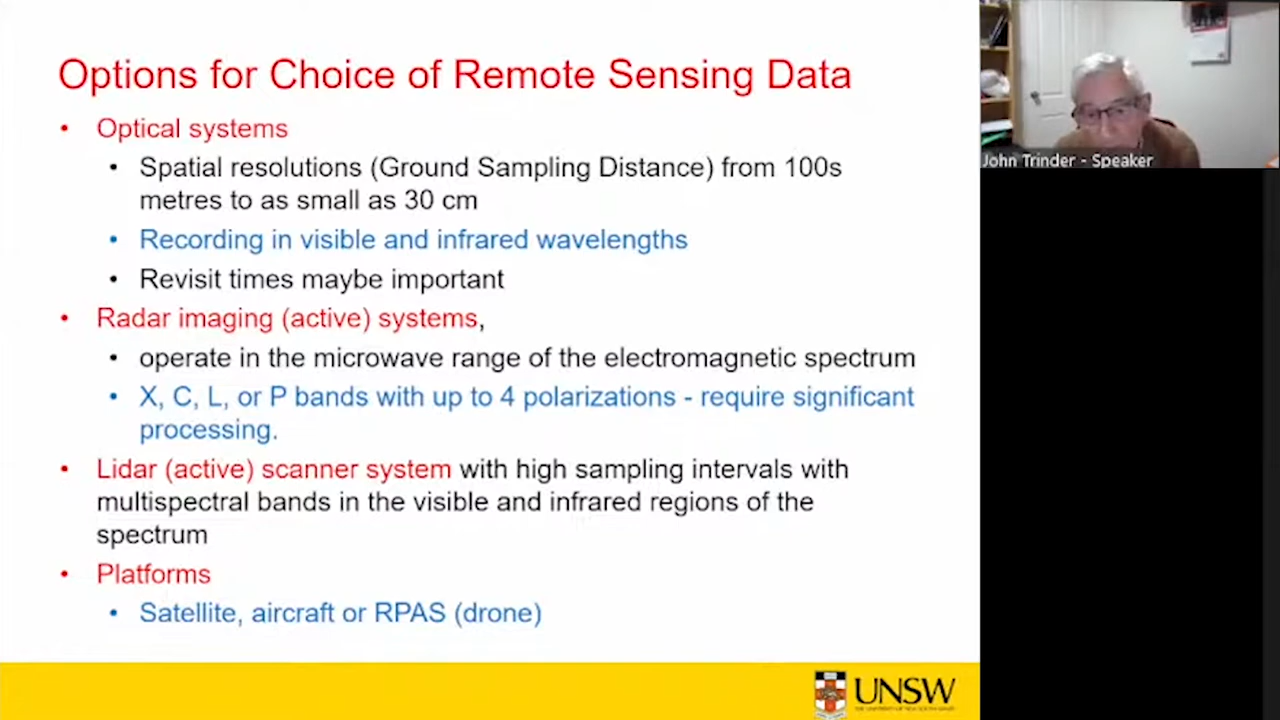 Options for Choice of Remote Sensing Data
• Optical systems
• Spatial resolutions (Ground Sampling Distance) from 100s
metres to as small as 30 cm
• Recording in visible and infrared wavelengths
• Revisit times maybe important
• Radar imaging (active) systems,
• operate in the microwave range of the electromagnetic spectrum
• X, C, L, or P bands with up to 4 polarizations - require significant
processing.
• Lidar (active) scanner system with high sampling intervals with
multispectral bands in the visible and infrared regions of the
spectrum
• Platforms
• Satellite, aircraft or RPAS (drone)
UNSW
John Trinder - Speaker